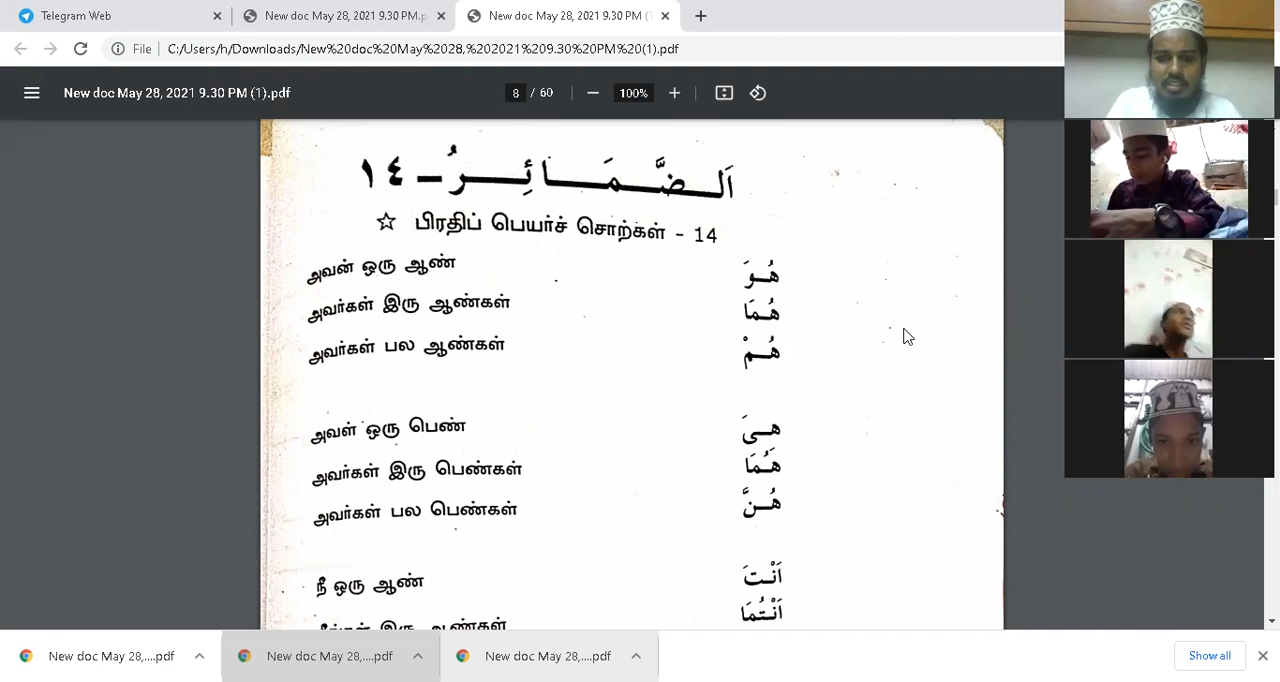 Telegram Web
New doc May 28, 2021 9.30 PM.p
New doc May 28, 2021 9.30 PM (
File C:/Users/h/Downloads/New%20doc%20May%2028,%202021%209.30%20PM%20(1).pdf
New doc May 28, 2021 9.30 PM (1).pdf
8 / 60
100%
اَلضَّمَائِرُ - ١٤
☆ பிரதிப் பெயர்ச் சொற்கள் - 14
அவன் ஒரு ஆண் هُوَ
அவர்கள் இரு ஆண்கள் هُمَا
அவர்கள் பல ஆண்கள் هُمْ
அவள் ஒரு பெண் هِىَ
அவர்கள் இரு பெண்கள் هُمَا
அவர்கள் பல பெண்கள் هُنَّ
நீ ஒரு ஆண் اَنْتَ
நீங்கள் இரு ஆண்கள் اَنْتُمَا
New doc May 28,....pdf
New doc May 28,....pdf
New doc May 28,....pdf
Show all